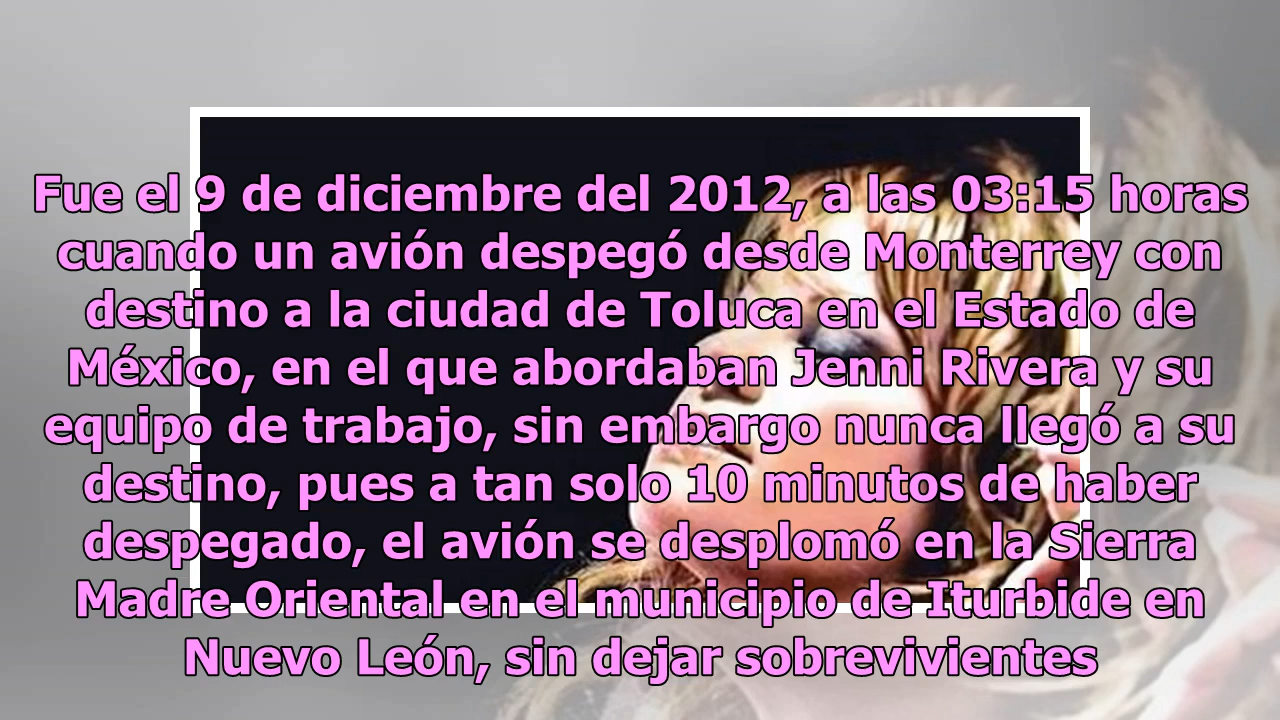 Fue el 9 de diciembre del 2012, a las 03:15 horas
cuando un avión despegó desde Monterrey con
destino a la ciudad de Toluca en el Estado de
México, en el que abordaban Jenni Rivera y su
equipo de trabajo, sin embargo nunca llegó a su
destino, pues a tan solo 10 minutos de haber
despegado, el avión se desplomó en la Sierra
Madre Oriental en el municipio de Iturbide en
Nuevo León, sin dejar sobrevivientes